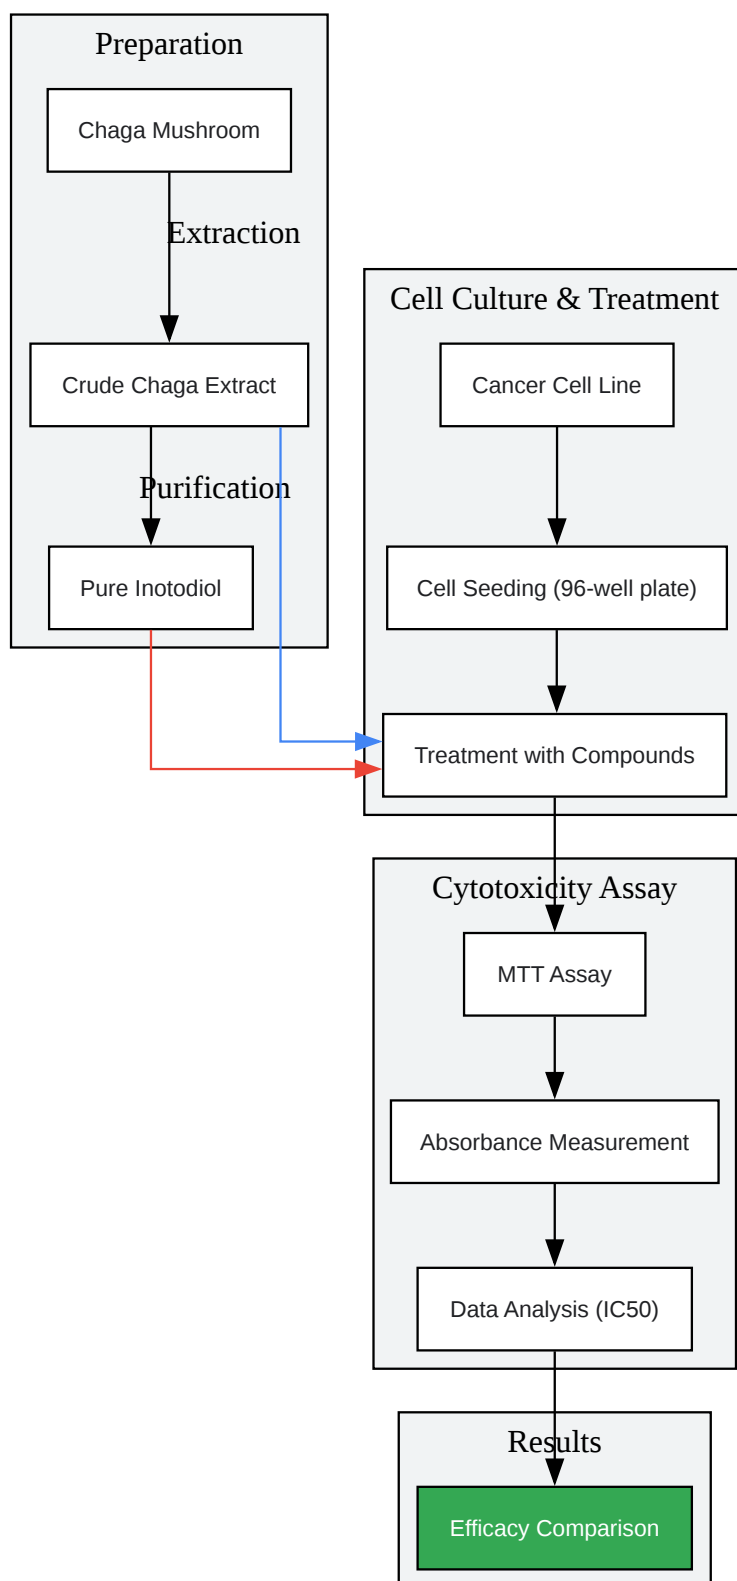 Preparation
Chaga Mushroom
Extraction
Crude Chaga Extract
Purification
Pure Inotodiol
Cell Culture & Treatment
Cancer Cell Line
Cell Seeding (96-well plate)
Treatment with Compounds
Cytotoxicity Assay
MTT Assay
Absorbance Measurement
Data Analysis (IC50)
Results
Efficacy Comparison